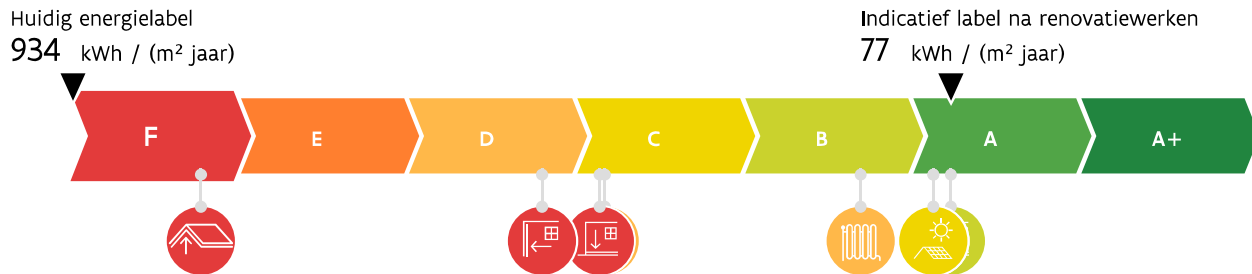 Huidig energielabel
934 kWh / (m² jaar)
Indicatief label na renovatiewerken
77 kWh / (m² jaar)
F E D C B A A+